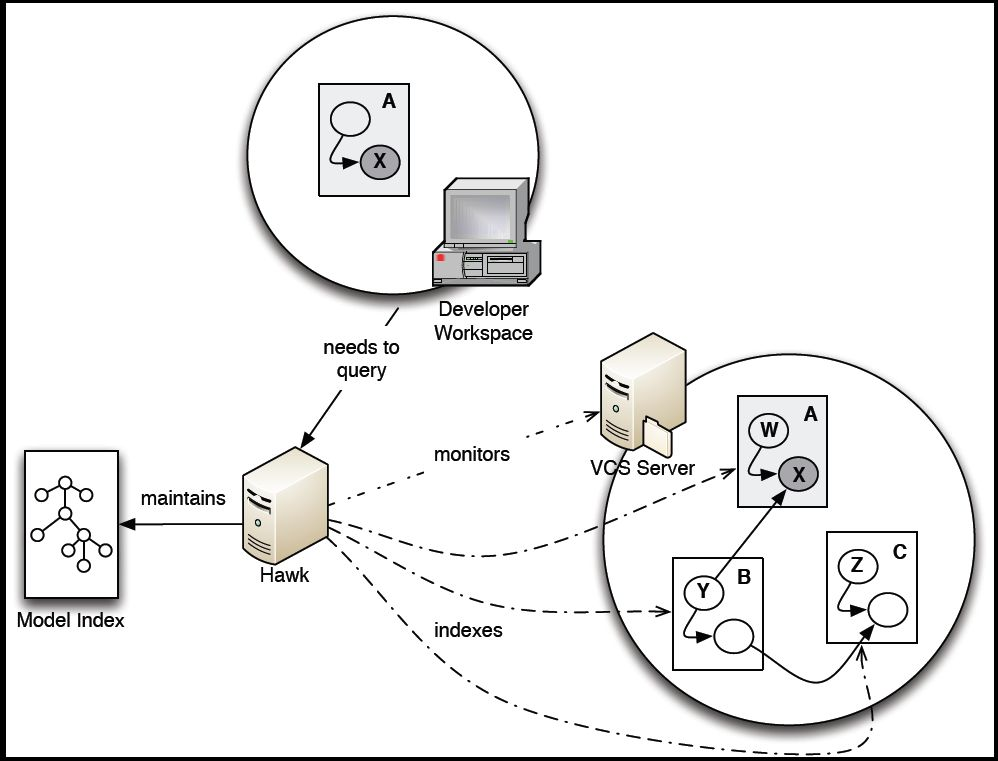 A
X
Developer
Workspace
needs to
query
monitors
VCS Server
A
W
X
maintains
Hawk
Model Index
indexes
Y
B
Z
C